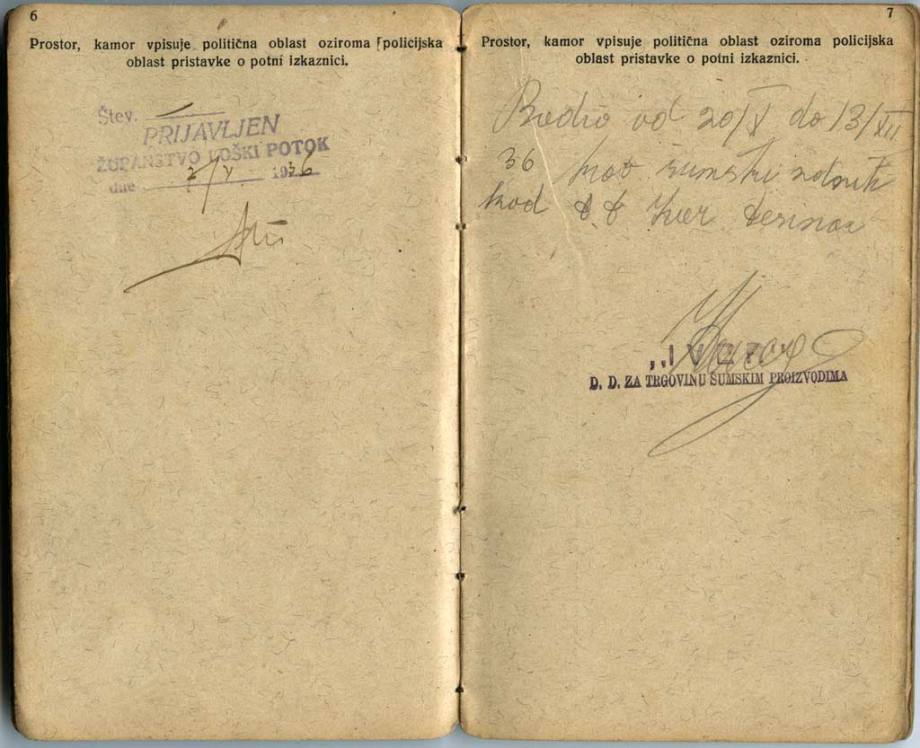 6
Prostor, kamor vpisuje politična oblast oziroma policijska
oblast pristavke o potni izkaznici.
Štev.
PRIJAVLJEN
ŽUPANSTVO LOŠKI POTOK
dne 2/V 1936
7
Prostor, kamor vpisuje politična oblast oziroma policijska
oblast pristavke o potni izkaznici.
Radio od 20/V do 13/XII
36 kao šumski radnik
kod
D. D. ZA TRGOVINU ŠUMSKIM PROIZVODIMA